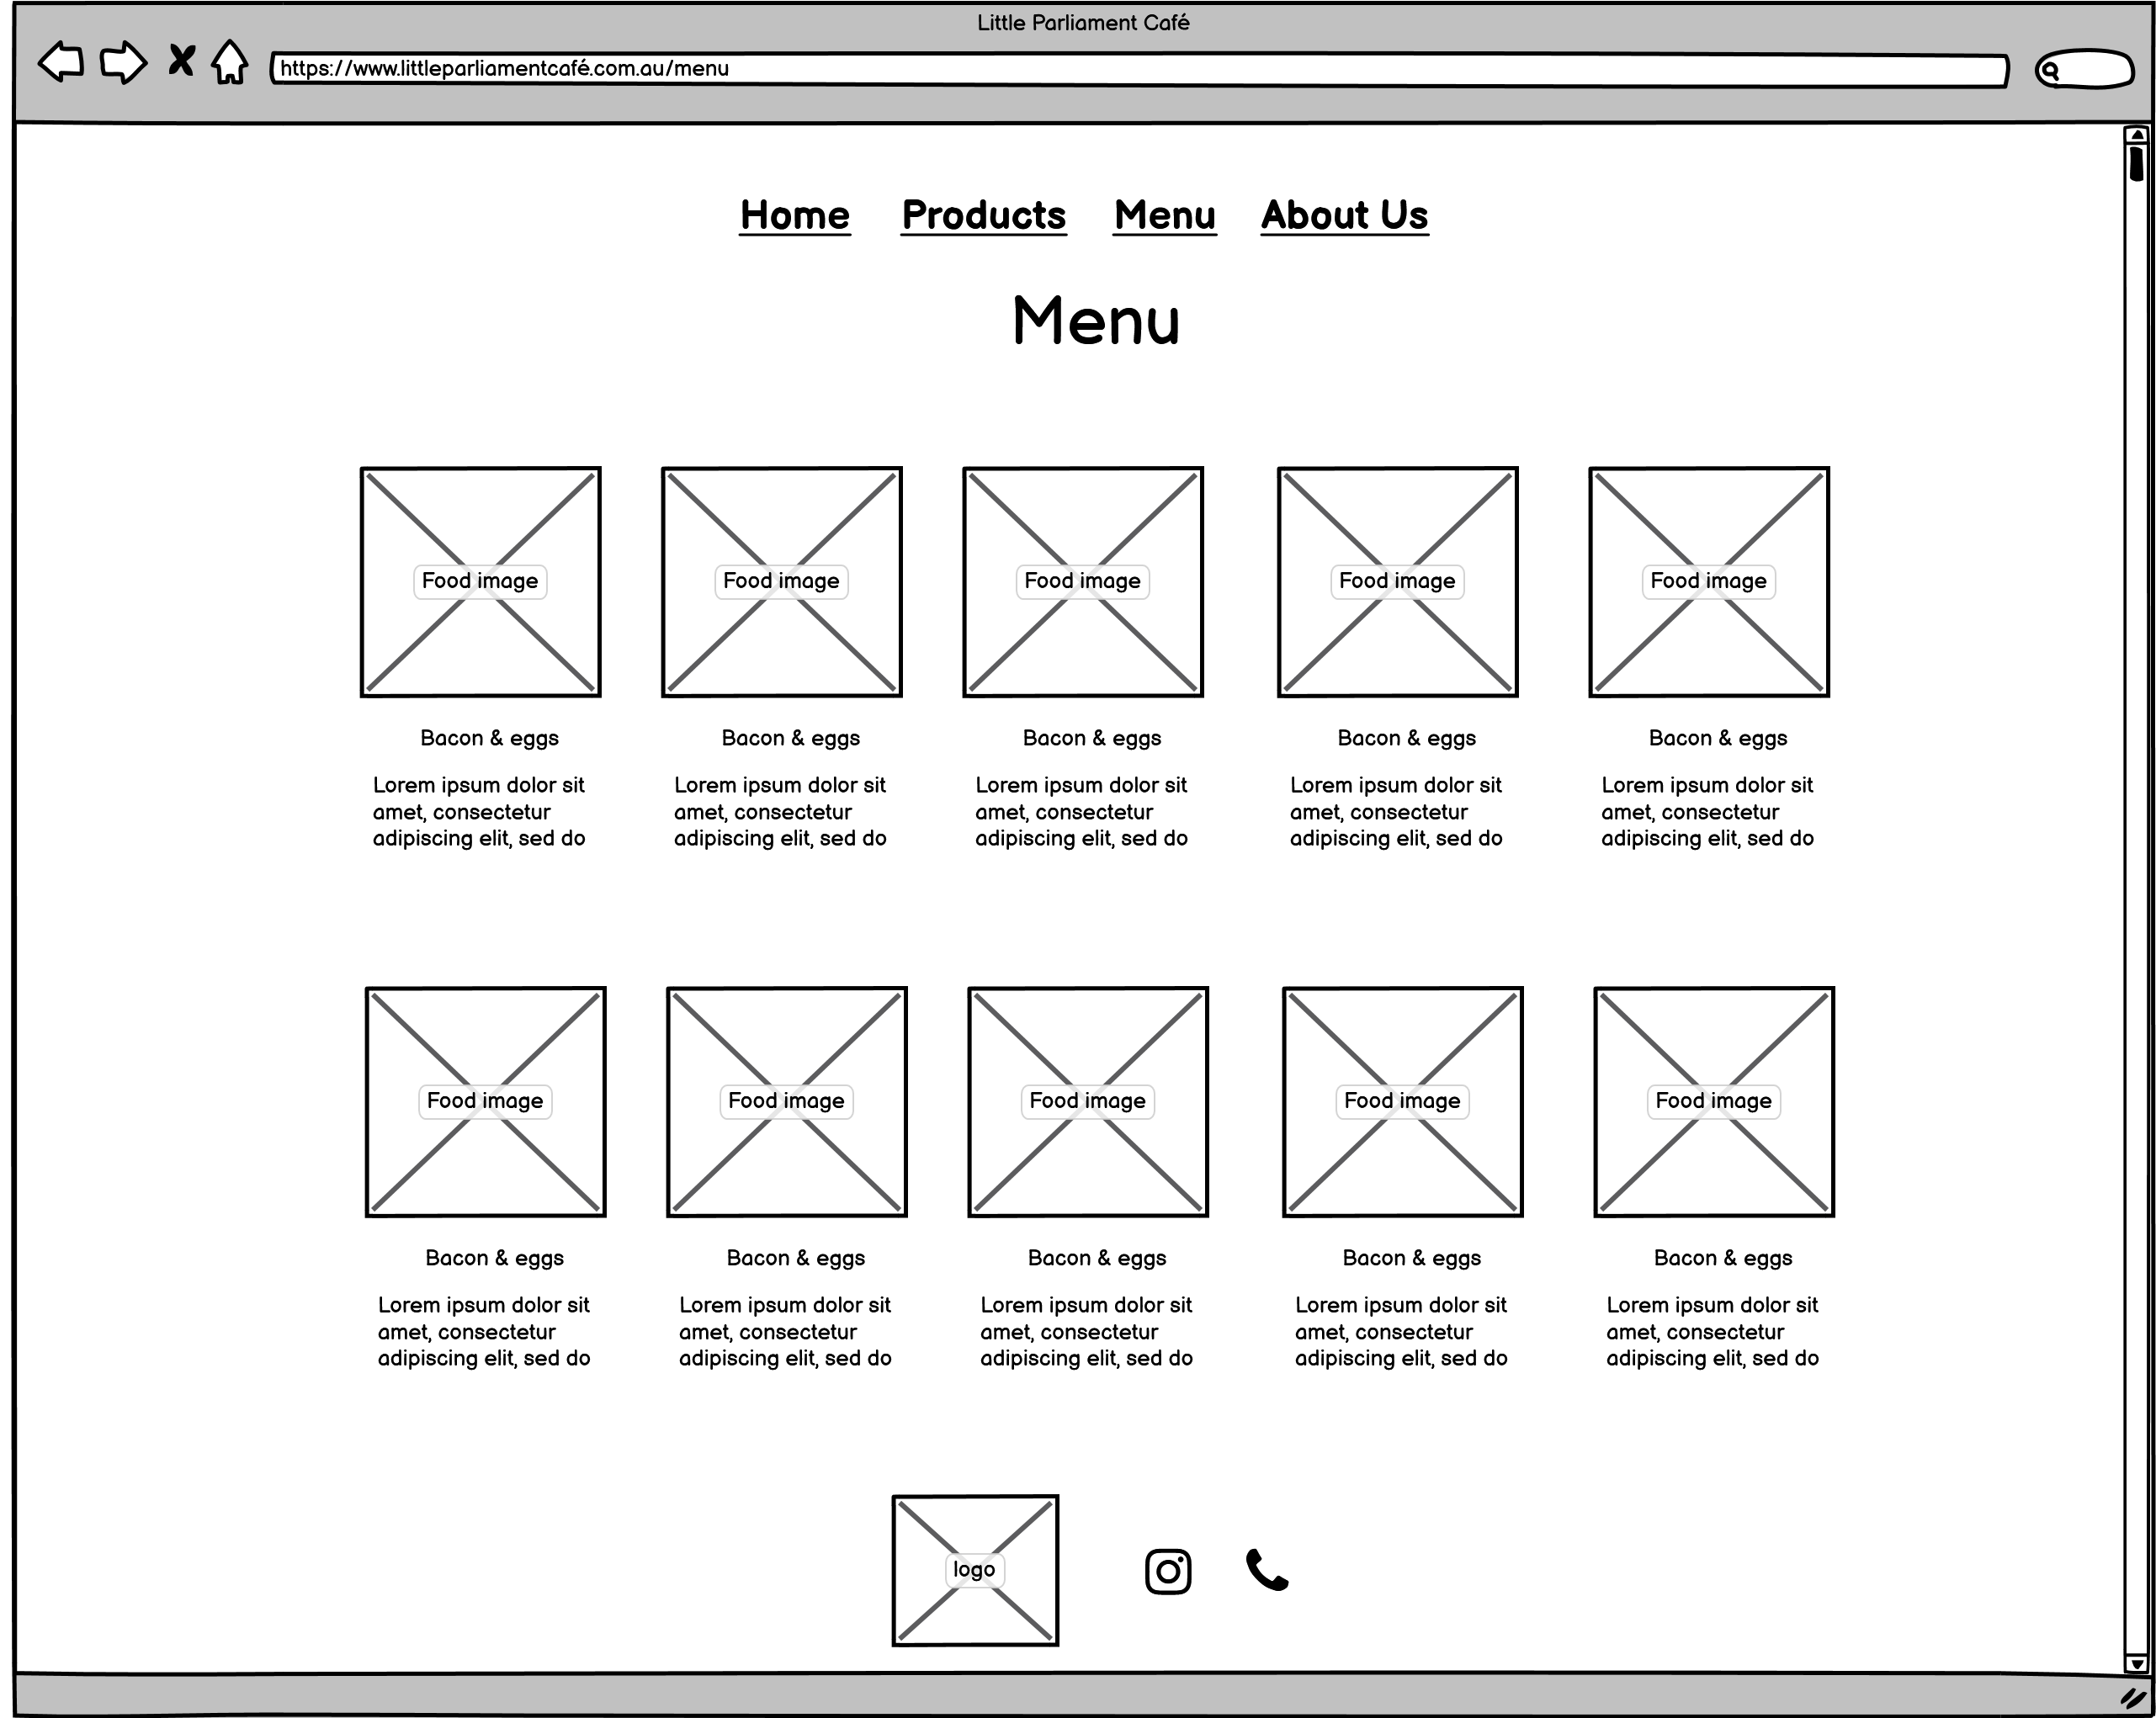 Little Parliament Café
https://www.littleparliamentcafé.com.au/menu
Home Products Menu About Us
Menu
Food image Food image Food image Food image Food image
Bacon & eggs Bacon & eggs Bacon & eggs Bacon & eggs Bacon & eggs
Lorem ipsum dolor sit Lorem ipsum dolor sit Lorem ipsum dolor sit Lorem ipsum dolor sit Lorem ipsum dolor sit
amet, consectetur amet, consectetur amet, consectetur amet, consectetur amet, consectetur
adipiscing elit, sed do adipiscing elit, sed do adipiscing elit, sed do adipiscing elit, sed do adipiscing elit, sed do
Food image Food image Food image Food image Food image
Bacon & eggs Bacon & eggs Bacon & eggs Bacon & eggs Bacon & eggs
Lorem ipsum dolor sit Lorem ipsum dolor sit Lorem ipsum dolor sit Lorem ipsum dolor sit Lorem ipsum dolor sit
amet, consectetur amet, consectetur amet, consectetur amet, consectetur amet, consectetur
adipiscing elit, sed do adipiscing elit, sed do adipiscing elit, sed do adipiscing elit, sed do adipiscing elit, sed do
logo